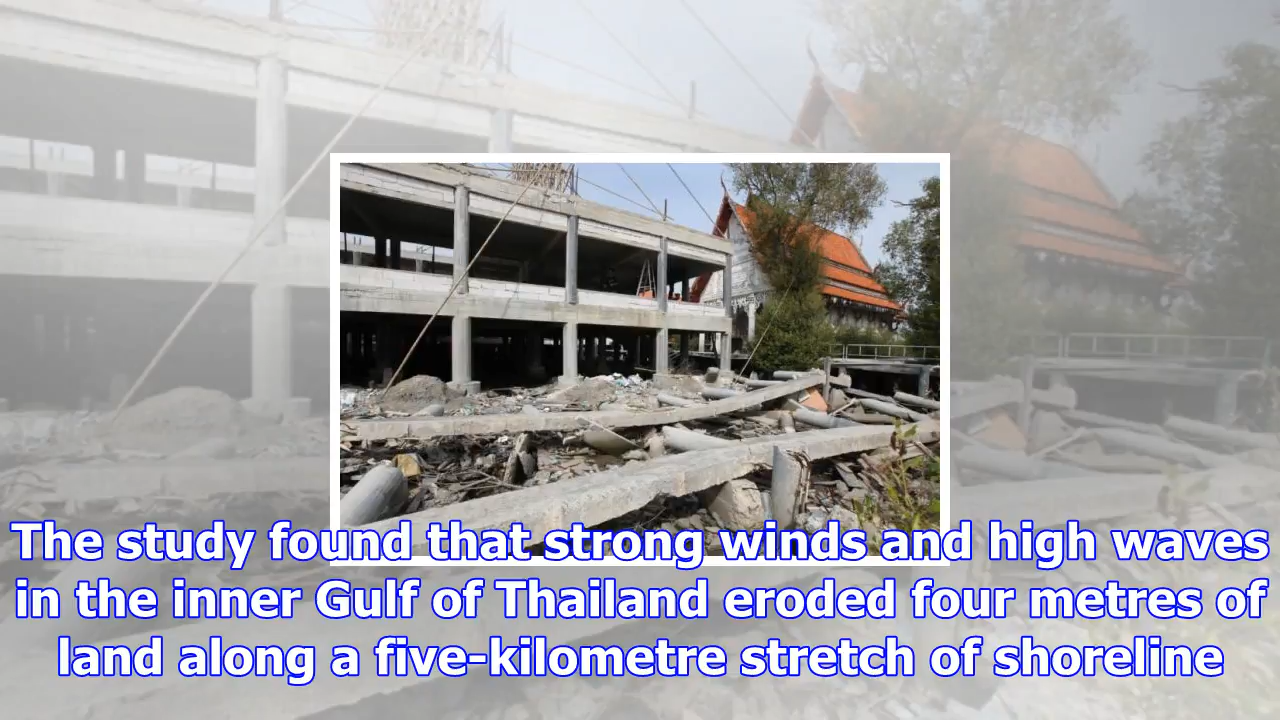 The study found that strong winds and high waves
in the inner Gulf of Thailand eroded four metres of
land along a five-kilometre stretch of shoreline